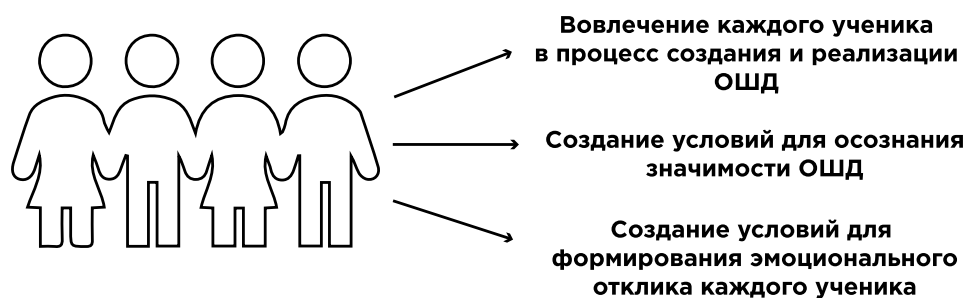 Вовлечение каждого ученика
в процесс создания и реализации
ОШД
Создание условий для осознания
значимости ОШД
Создание условий для
формирования эмоционального
отклика каждого ученика